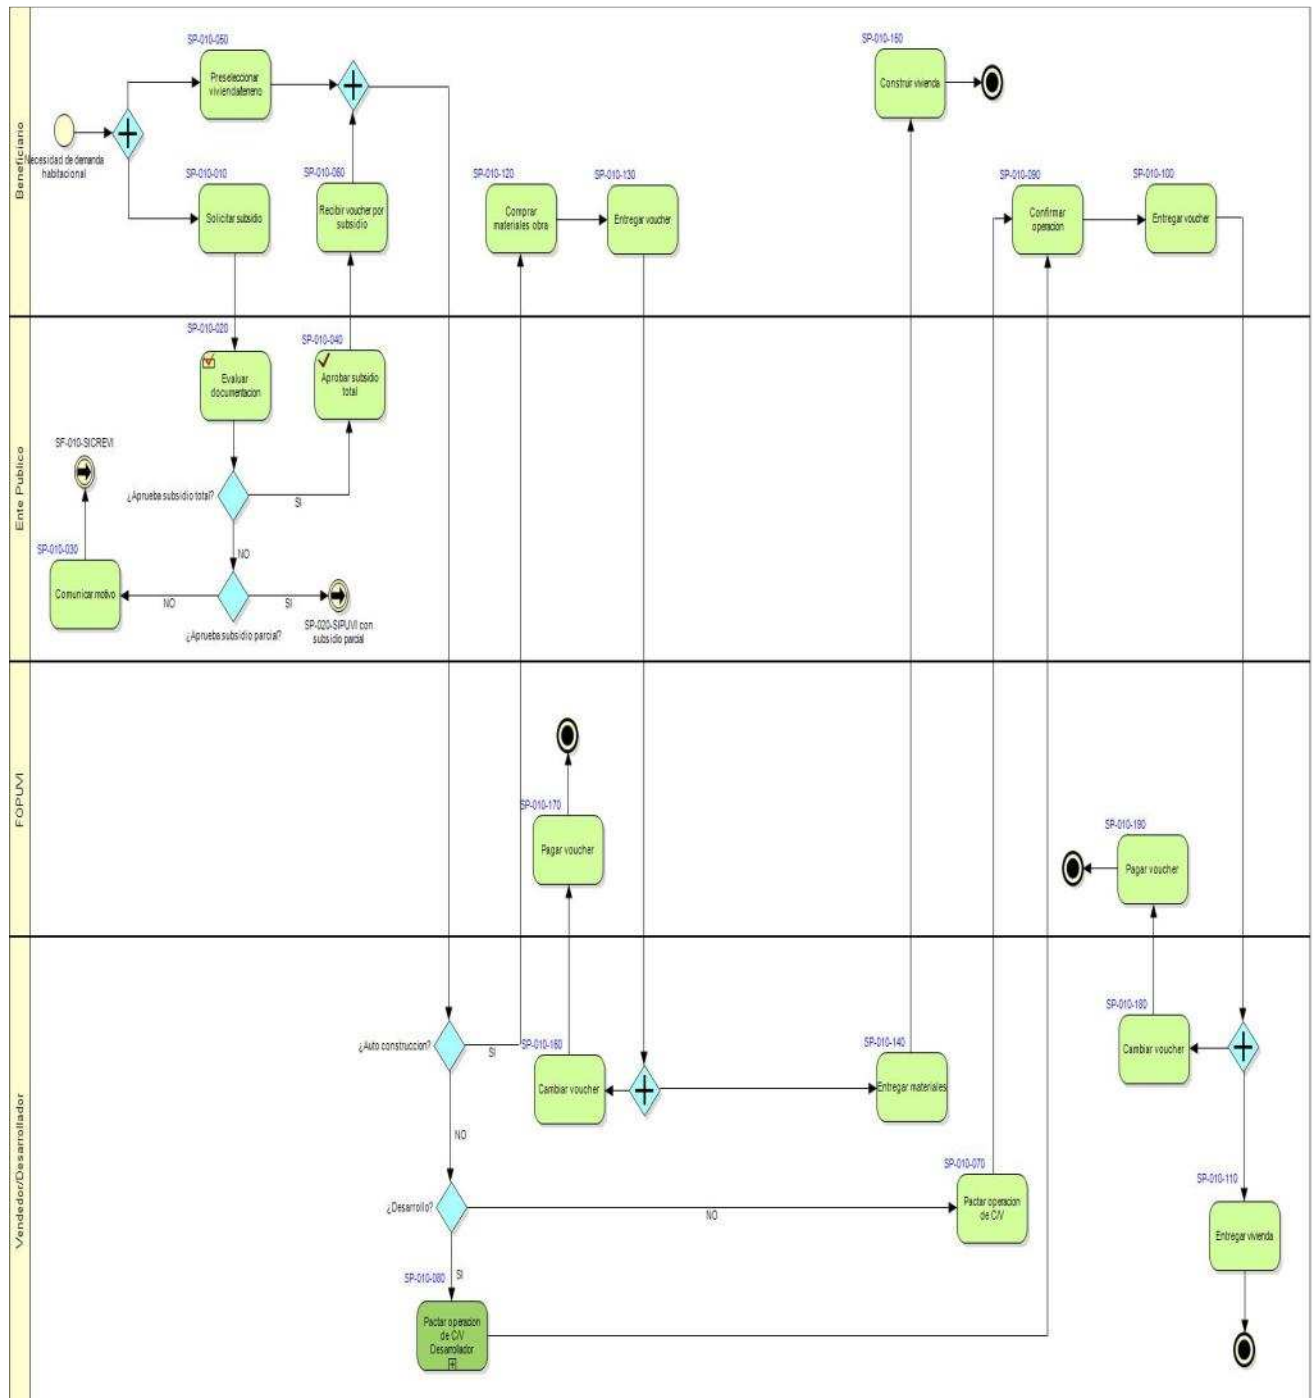 Beneficiario
SP-010-050
Preseleccionar
vivienda/terreno
Necesidad de demanda
habitacional
SP-010-010
Solicitar subsidio
SP-010-060
Recibir voucher por
subsidio
SP-010-120
Comprar
materiales obra
SP-010-130
Entregar voucher
SP-010-150
Construir vivienda
SP-010-090
Confirmar
operacion
SP-010-100
Entregar voucher
Ente Publico
SP-010-020
Evaluar
documentacion
SP-010-040
Aprobar subsidio
total
SF-010-SICREVI
¿Aprueba subsidio total?
SI
NO
SP-010-030
Comunicar motivo
NO
SI
¿Aprueba subsidio parcial?
SP-020-SIPUVI con
subsidio parcial
FOPUVI
SP-010-170
Pagar voucher
SP-010-190
Pagar voucher
Vendedor/Desarrollador
¿Auto construccion?
SI
NO
SP-010-160
Cambiar voucher
SP-010-140
Entregar materiales
SP-010-180
Cambiar voucher
¿Desarrollo?
NO
SI
SP-010-070
Pactar operacion
de C/V
SP-010-110
Entregar vivienda
SP-010-080
Pactar operacion
de C/V
Desarrollador